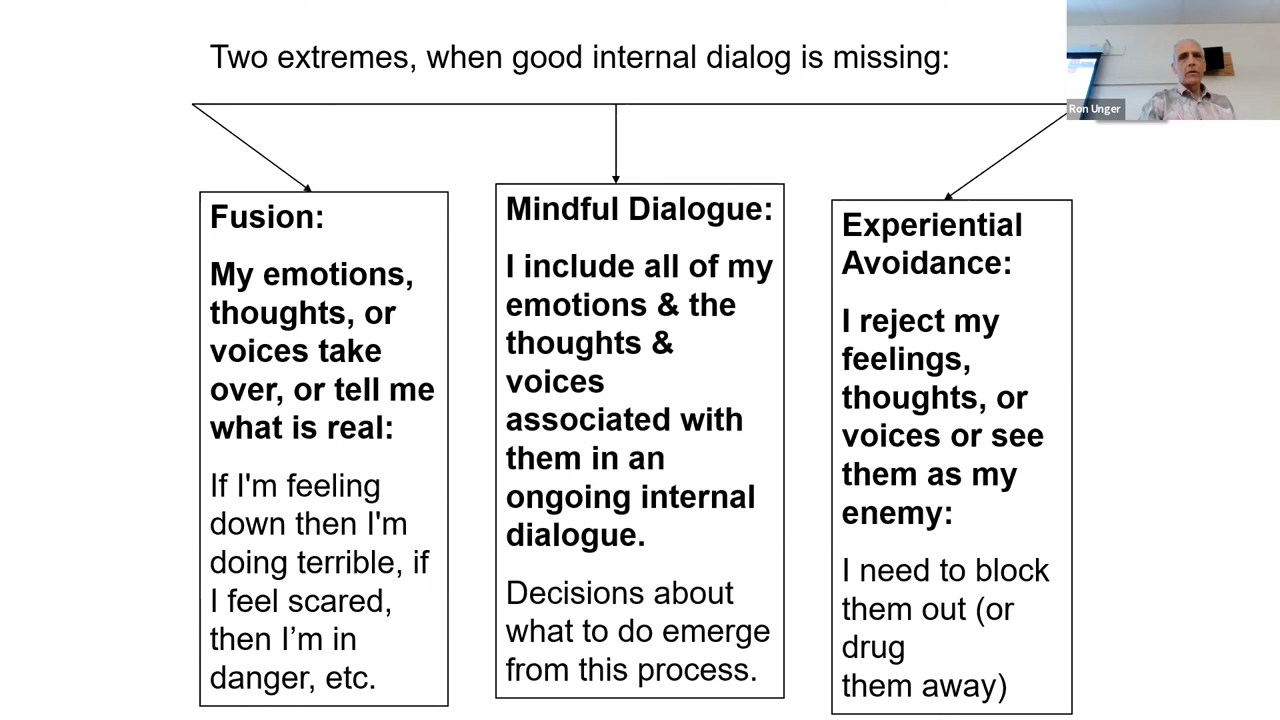 Two extremes, when good internal dialog is missing:
Ron Unger
Fusion:
My emotions,
thoughts, or
voices take
over, or tell me
what is real:
If I'm feeling
down then I'm
doing terrible, if
I feel scared,
then I’m in
danger, etc.
Mindful Dialogue:
I include all of my
emotions & the
thoughts &
voices
associated with
them in an
ongoing internal
dialogue.
Decisions about
what to do emerge
from this process.
Experiential
Avoidance:
I reject my
feelings,
thoughts, or
voices or see
them as my
enemy:
I need to block
them out (or
drug
them away)